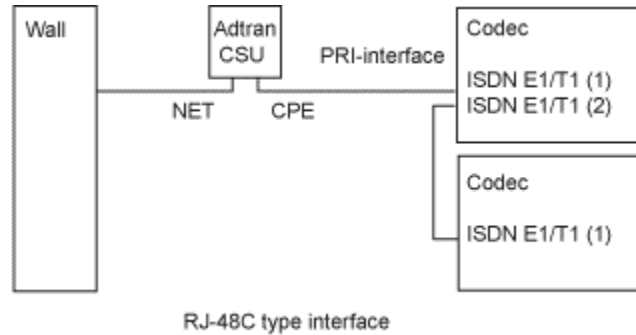 Wall
Adtran
CSU
PRI-interface
NET
CPE
Codec
ISDN E1/T1 (1)
ISDN E1/T1 (2)
Codec
ISDN E1/T1 (1)
RJ-48C type interface